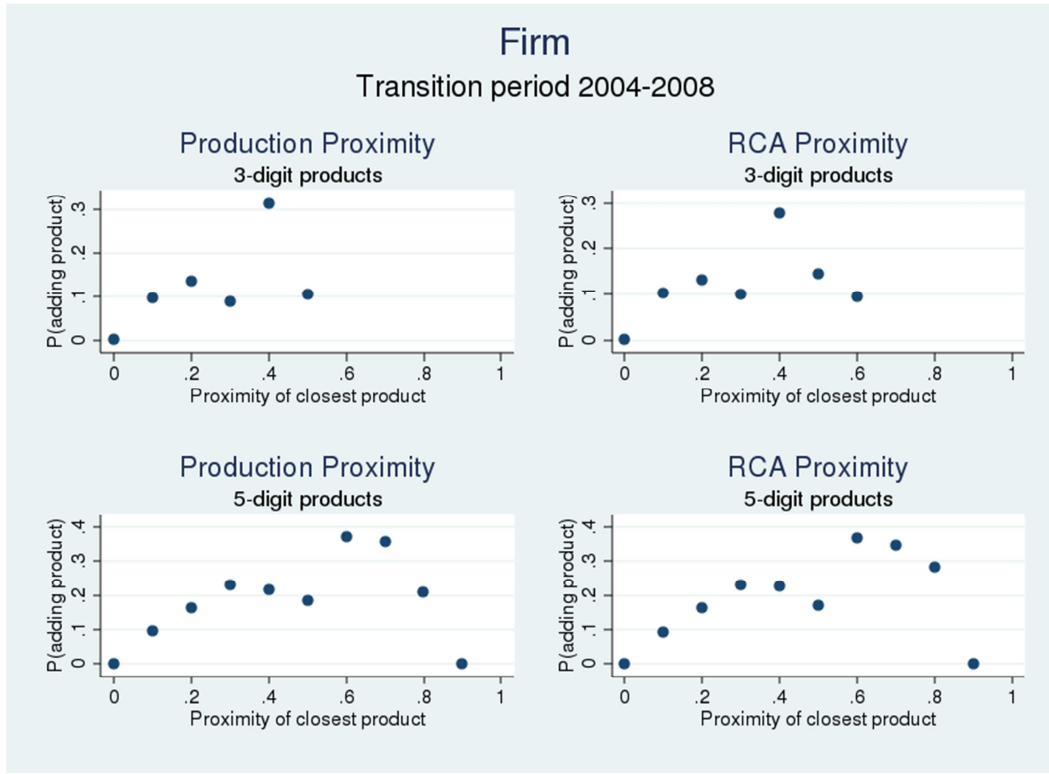 Firm
Transition period 2004-2008
Production Proximity
3-digit products
P(adding product)
.3
.2
.1
0
0 .2 .4 .6 .8 1
Proximity of closest product
RCA Proximity
3-digit products
P(adding product)
.3
.2
.1
0
0 .2 .4 .6 .8 1
Proximity of closest product
Production Proximity
5-digit products
P(adding product)
.4
.3
.2
.1
0
0 .2 .4 .6 .8 1
Proximity of closest product
RCA Proximity
5-digit products
P(adding product)
.4
.3
.2
.1
0
0 .2 .4 .6 .8 1
Proximity of closest product